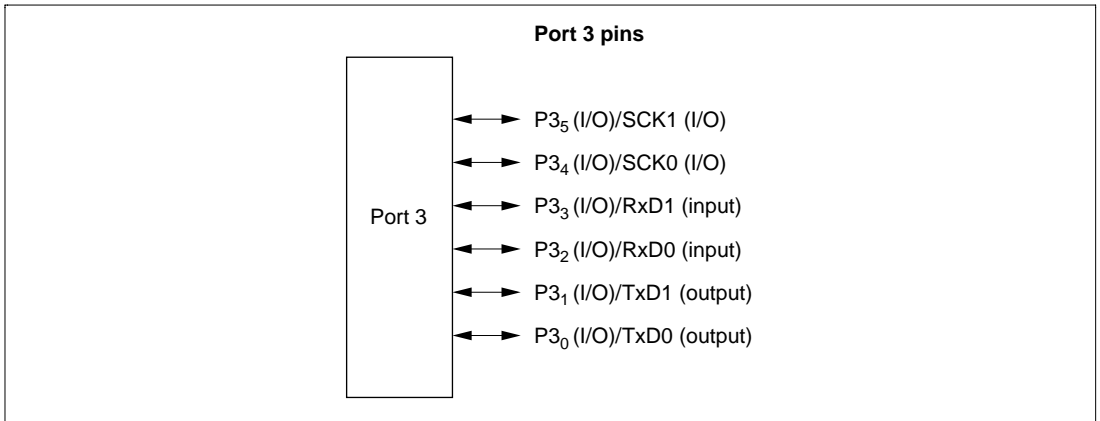 Port 3 pins
P3₅ (I/O)/SCK1 (I/O)
P3₄ (I/O)/SCK0 (I/O)
P3₃ (I/O)/RxD1 (input)
Port 3
P3₂ (I/O)/RxD0 (input)
P3₁ (I/O)/TxD1 (output)
P3₀ (I/O)/TxD0 (output)